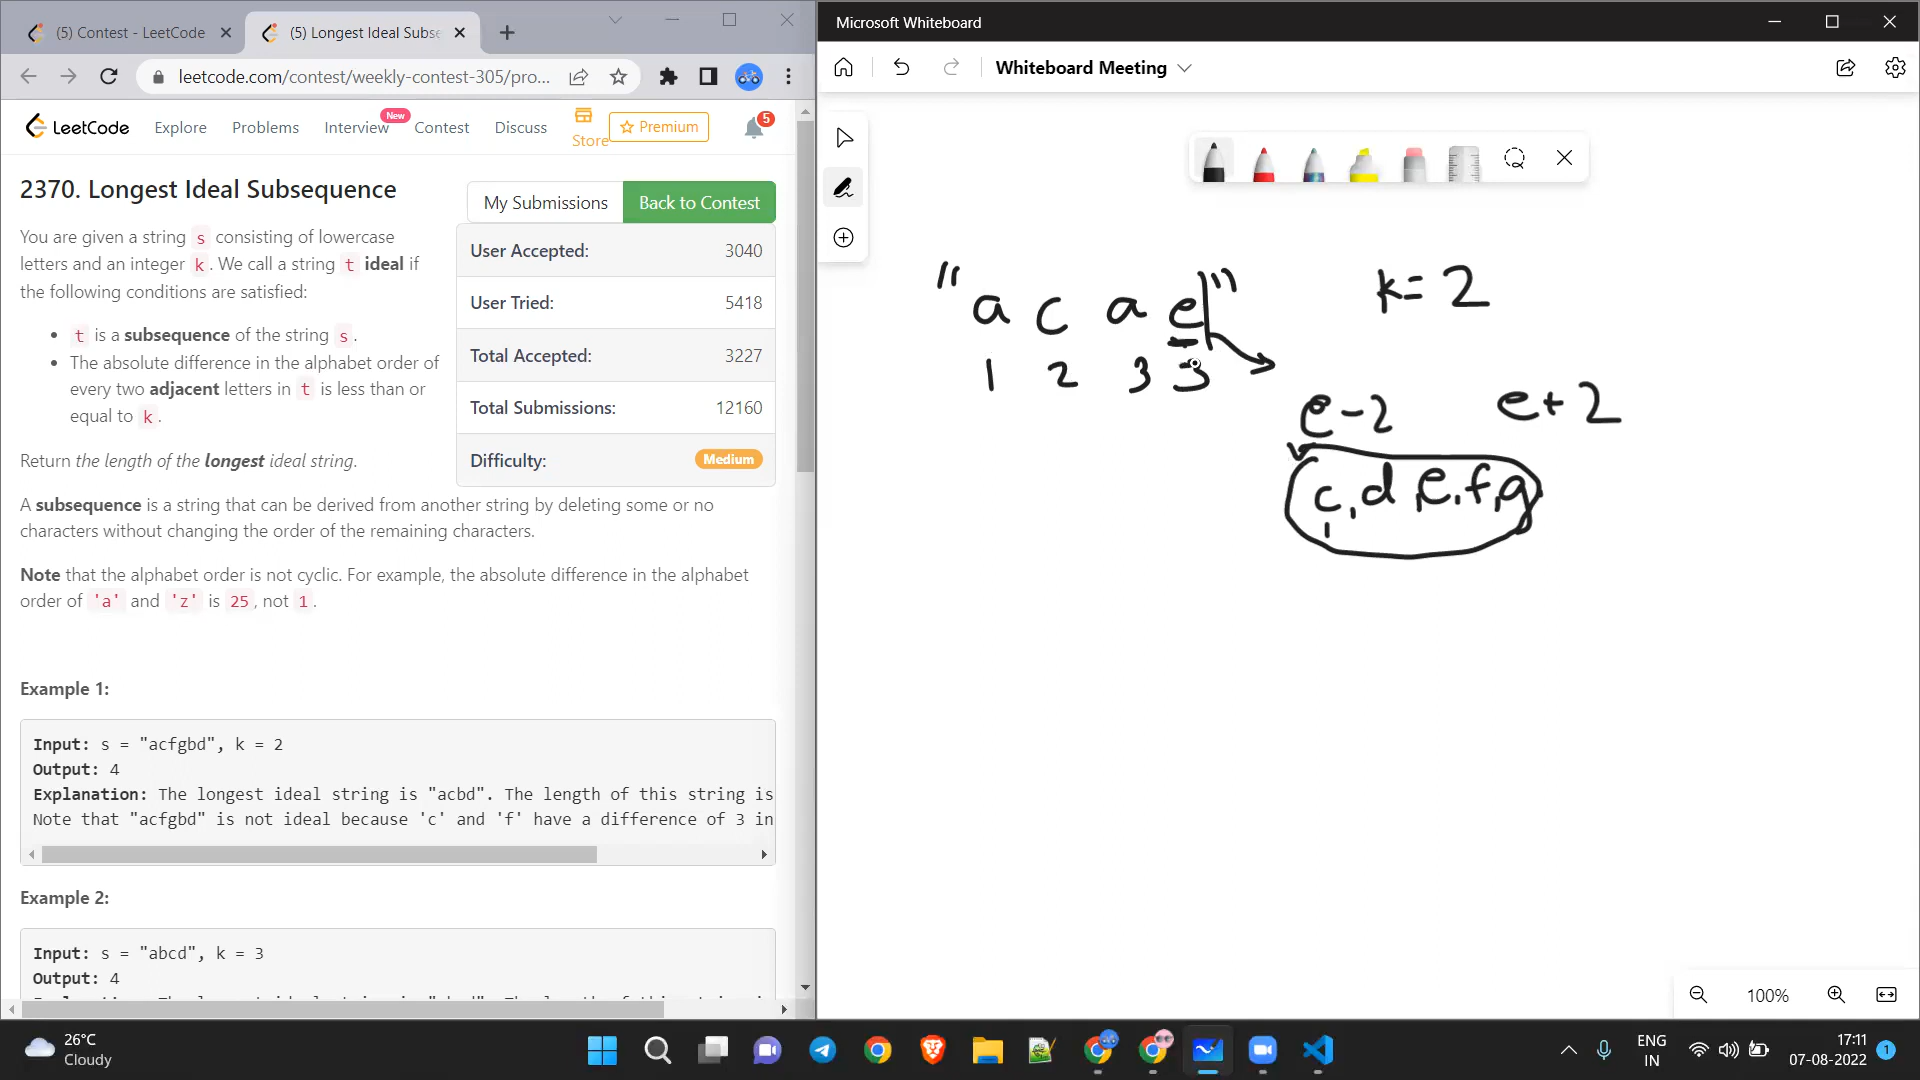 (5) Contest - LeetCode
(5) Longest Ideal Subse
leetcode.com/contest/weekly-contest-305/pro...
LeetCode
Explore
Problems
Interview
New
Contest
Discuss
Store
Premium
5
2370. Longest Ideal Subsequence
My Submissions
Back to Contest
You are given a string s consisting of lowercase
letters and an integer k. We call a string t ideal if
the following conditions are satisfied:
t is a subsequence of the string s.
The absolute difference in the alphabet order of
every two adjacent letters in t is less than or
equal to k.
Return the length of the longest ideal string.
User Accepted: 3040
User Tried: 5418
Total Accepted: 3227
Total Submissions: 12160
Difficulty: Medium
A subsequence is a string that can be derived from another string by deleting some or no
characters without changing the order of the remaining characters.
Note that the alphabet order is not cyclic. For example, the absolute difference in the alphabet
order of 'a' and 'z' is 25, not 1.
Example 1:
Input: s = "acfgbd", k = 2
Output: 4
Explanation: The longest ideal string is "acbd". The length of this string is
Note that "acfgbd" is not ideal because 'c' and 'f' have a difference of 3 in
Example 2:
Input: s = "abcd", k = 3
Output: 4
Microsoft Whiteboard
Whiteboard Meeting
"a c a e" k=2
1 2 3 3
e-2 e+2
c,d,e,f,g
100%
26°C
Cloudy
ENG
IN
17:11
07-08-2022
1